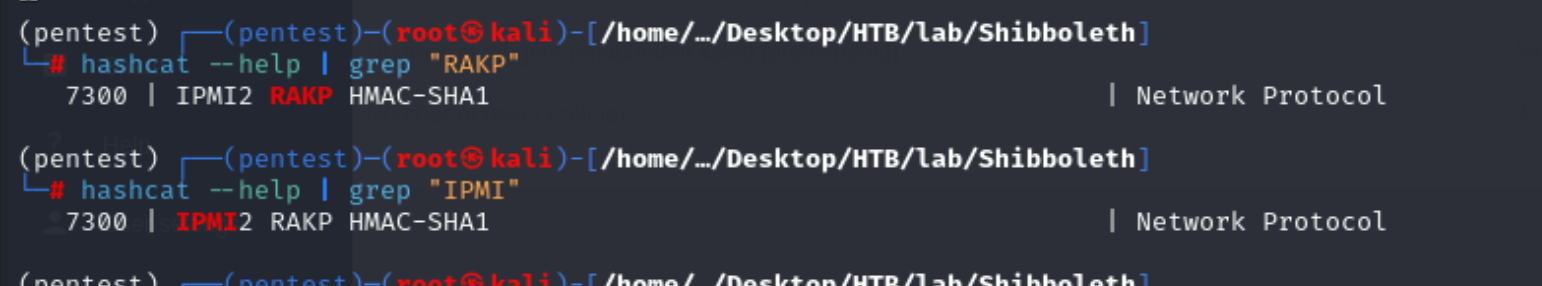 (pentest) ┌──(pentest)─(root㉿kali)-[/home/…/Desktop/HTB/lab/Shibboleth]
└─# hashcat --help | grep "RAKP"
7300 | IPMI2 RAKP HMAC-SHA1 | Network Protocol
(pentest) ┌──(pentest)─(root㉿kali)-[/home/…/Desktop/HTB/lab/Shibboleth]
└─# hashcat --help | grep "IPMI"
7300 | IPMI2 RAKP HMAC-SHA1 | Network Protocol
(pentest) ┌──(pentest)─(root㉿kali)-[/home/…/Desktop/HTB/lab/Shibboleth]